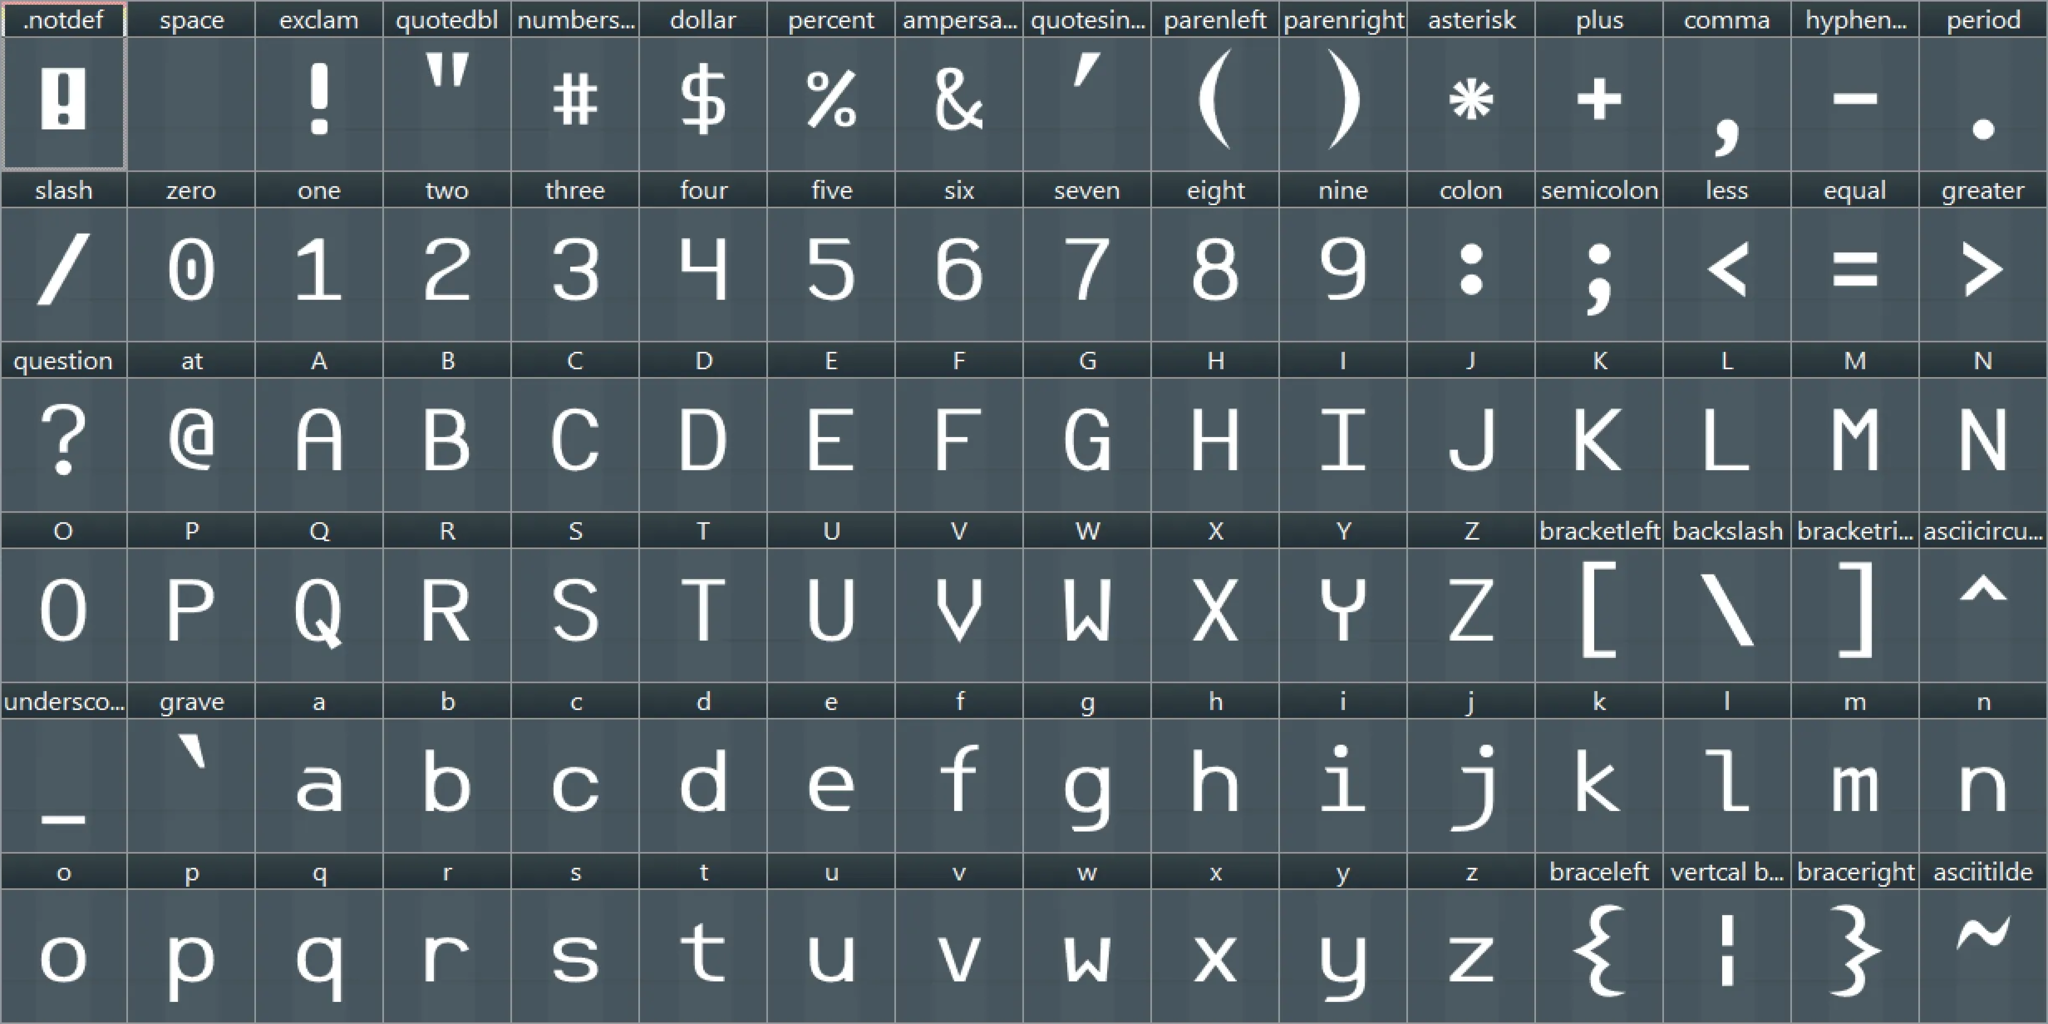 .notdef space exclam quotedbl numbers... dollar percent ampersa... quotesin... parenleft parenright asterisk plus comma hyphen... period
! " # $ % & ' ( ) * + , - .
slash zero one two three four five six seven eight nine colon semicolon less equal greater
/ 0 1 2 3 4 5 6 7 8 9 : ; < = >
question at A B C D E F G H I J K L M N
? @ A B C D E F G H I J K L M N
O P Q R S T U V W X Y Z bracketleft backslash bracketri... asciicircu...
O P Q R S T U V W X Y Z [ \ ] ^
undersco... grave a b c d e f g h i j k l m n
_ ` a b c d e f g h i j k l m n
o p q r s t u v w x y z braceleft vertcal b... braceright asciitilde
o p q r s t u v w x y z { ¦ } ~